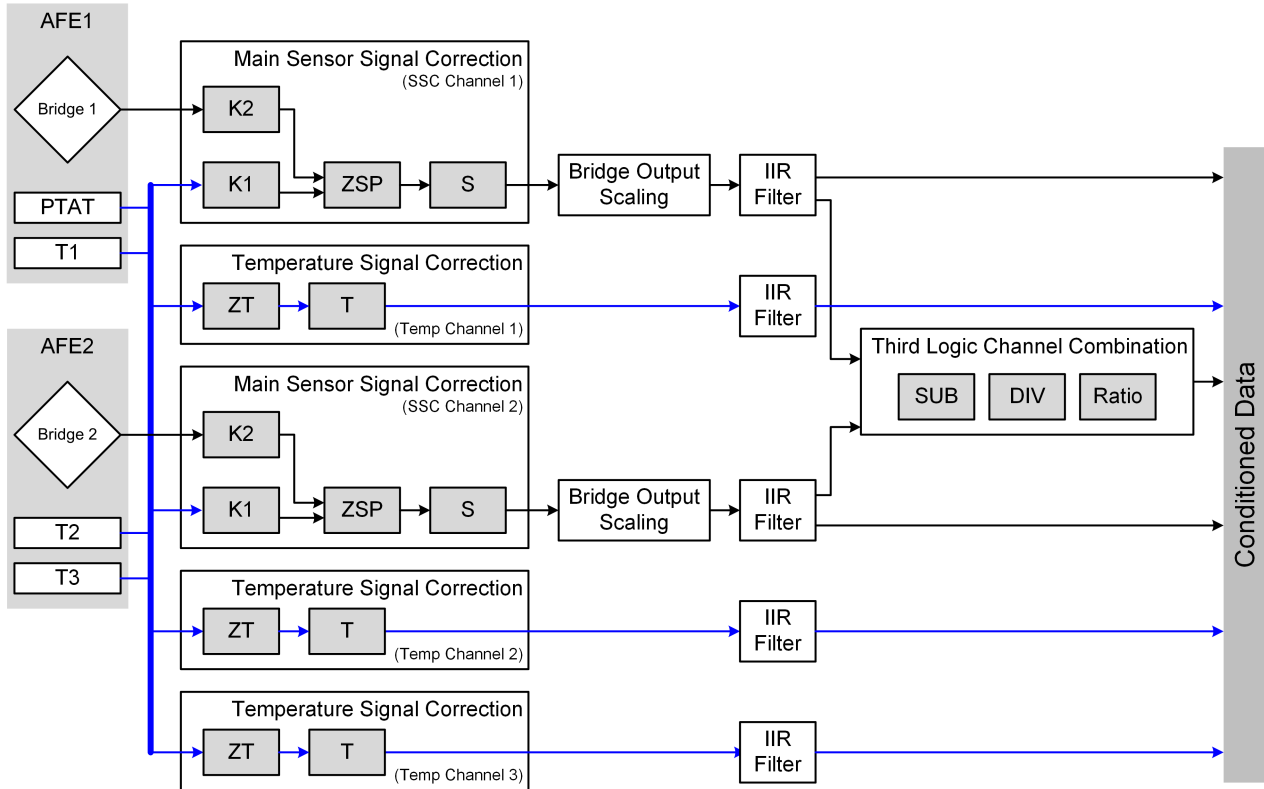 AFE1
Bridge 1
PTAT
T1
Main Sensor Signal Correction
(SSC Channel 1)
K2
K1
ZSP
S
Bridge Output
Scaling
IIR
Filter
Temperature Signal Correction
ZT
T
(Temp Channel 1)
IIR
Filter
AFE2
Bridge 2
T2
T3
Main Sensor Signal Correction
(SSC Channel 2)
K2
K1
ZSP
S
Bridge Output
Scaling
IIR
Filter
Third Logic Channel Combination
SUB
DIV
Ratio
Temperature Signal Correction
ZT
T
(Temp Channel 2)
IIR
Filter
Temperature Signal Correction
ZT
T
(Temp Channel 3)
IIR
Filter
Conditioned Data